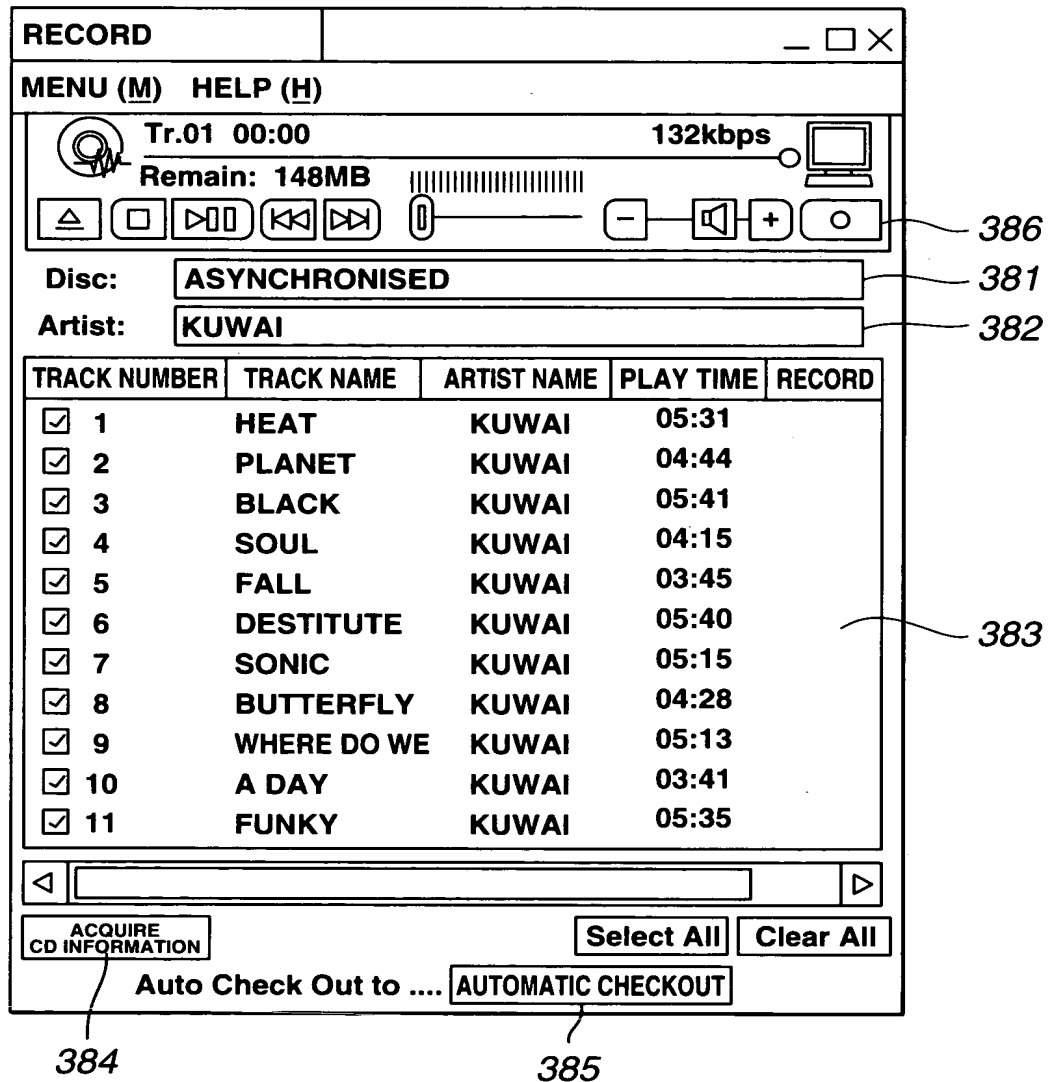 RECORD
MENU (M) HELP (H)
Tr.01 00:00 132kbps
Remain: 148MB
386
Disc: ASYNCHRONISED 381
Artist: KUWAI 382
TRACK NUMBER TRACK NAME ARTIST NAME PLAY TIME RECORD
1 HEAT KUWAI 05:31
2 PLANET KUWAI 04:44
3 BLACK KUWAI 05:41
4 SOUL KUWAI 04:15
5 FALL KUWAI 03:45
6 DESTITUTE KUWAI 05:40
383
7 SONIC KUWAI 05:15
8 BUTTERFLY KUWAI 04:28
9 WHERE DO WE KUWAI 05:13
10 A DAY KUWAI 03:41
11 FUNKY KUWAI 05:35
ACQUIRE
CD INFORMATION Select All Clear All
Auto Check Out to .... AUTOMATIC CHECKOUT
384 385